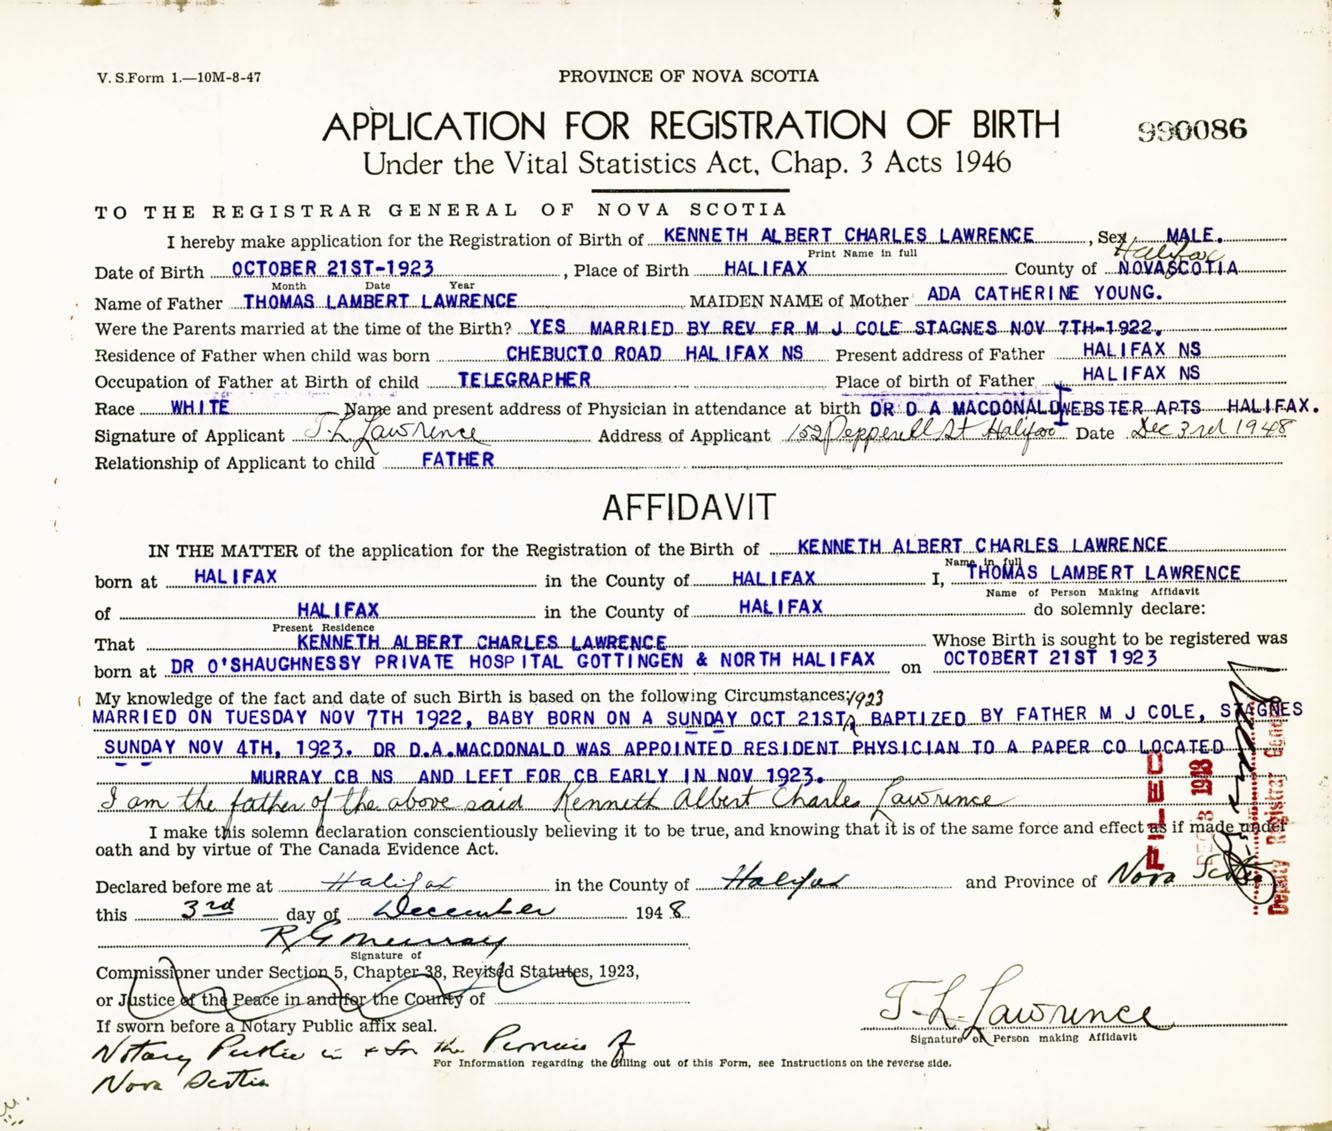 V. S.Form 1.—10M-8-47
PROVINCE OF NOVA SCOTIA
APPLICATION FOR REGISTRATION OF BIRTH
990086
Under the Vital Statistics Act, Chap. 3 Acts 1946
TO THE REGISTRAR GENERAL OF NOVA SCOTIA
I hereby make application for the Registration of Birth of KENNETH ALBERT CHARLES LAWRENCE, Sex MALE.
Print Name in full
Halifax
Date of Birth OCTOBER 21ST-1923, Place of Birth HALIFAX County of NOVASCOTIA
Month Date Year
Name of Father THOMAS LAMBERT LAWRENCE MAIDEN NAME of Mother ADA CATHERINE YOUNG.
Were the Parents married at the time of the Birth? YES MARRIED BY REV FR M J COLE STAGNES NOV 7TH-1922.
Residence of Father when child was born CHEBUCTO ROAD HALIFAX NS Present address of Father HALIFAX NS
Occupation of Father at Birth of child TELEGRAPHER Place of birth of Father HALIFAX NS
Race WHITE Name and present address of Physician in attendance at birth DR D A MACDONALD WEBSTER APTS HALIFAX.
Signature of Applicant T. L. Lawrence Address of Applicant 152 Pepperell St Halifax Date Dec 3rd 1948
Relationship of Applicant to child FATHER
AFFIDAVIT
IN THE MATTER of the application for the Registration of the Birth of KENNETH ALBERT CHARLES LAWRENCE
Name in full
born at HALIFAX in the County of HALIFAX I, THOMAS LAMBERT LAWRENCE
Name of Person Making Affidavit
of HALIFAX in the County of HALIFAX do solemnly declare:
Present Residence
That KENNETH ALBERT CHARLES LAWRENCE Whose Birth is sought to be registered was
born at DR O'SHAUGHNESSY PRIVATE HOSPITAL GOTTINGEN & NORTH HALIFAX on OCTOBERT 21ST 1923
My knowledge of the fact and date of such Birth is based on the following Circumstances:
1923
MARRIED ON TUESDAY NOV 7TH 1922, BABY BORN ON A SUNDAY OCT 21ST BAPTIZED BY FATHER M J COLE, STAGNES
SUNDAY NOV 4TH, 1923. DR D.A.MACDONALD WAS APPOINTED RESIDENT PHYSICIAN TO A PAPER CO LOCATED
MURRAY CB NS AND LEFT FOR CB EARLY IN NOV 1923.
I am the father of the above said Kenneth Albert Charles Lawrence
I make this solemn declaration conscientiously believing it to be true, and knowing that it is of the same force and effect as if made under
oath and by virtue of The Canada Evidence Act.
FILED
DEC 3 1948
Deputy Registrar General
Declared before me at Halifax in the County of Halifax and Province of Nova Scotia
this 3rd day of December 1948
R G Murray
Signature of
Commissioner under Section 5, Chapter 38, Revised Statutes, 1923,
or Justice of the Peace in and for the County of
If sworn before a Notary Public affix seal.
T. L. Lawrence
Signature of Person making Affidavit
Notary Public in & for the Province of
Nova Scotia
For Information regarding the filling out of this Form, see Instructions on the reverse side.